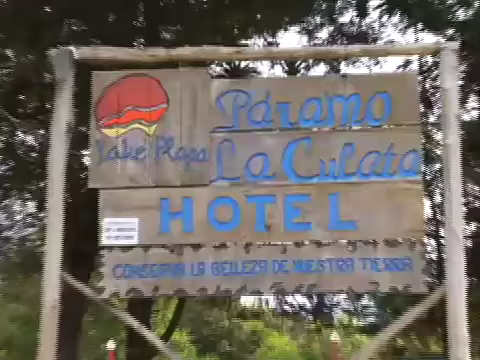 Lake Plaza
Páramo
La Culata
HOTEL
CONSERVA LA BELLEZA DE NUESTRA TIERRA